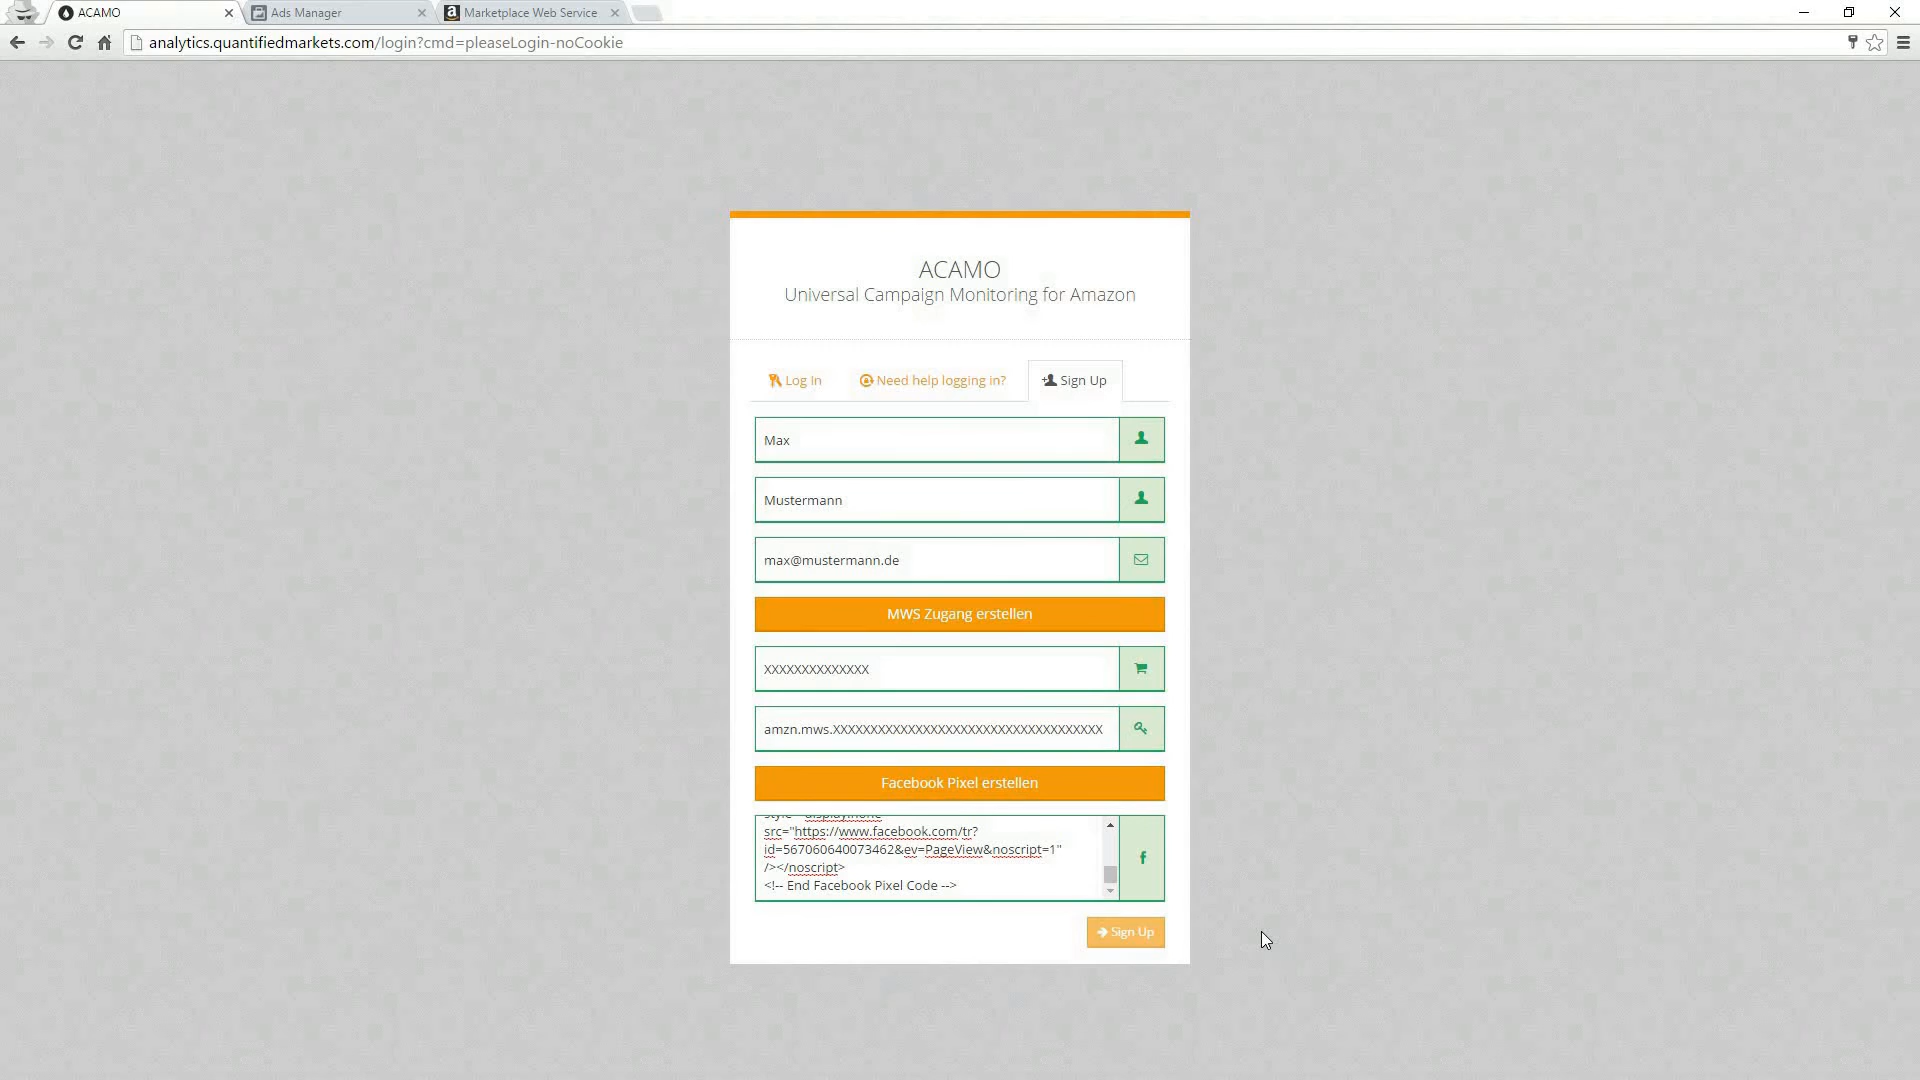 ACAMO
Ads Manager
Marketplace Web Service
analytics.quantifiedmarkets.com/login?cmd=pleaseLogin-noCookie
ACAMO
Universal Campaign Monitoring for Amazon
Log In
Need help logging in?
Sign Up
Max
Mustermann
max@mustermann.de
MWS Zugang erstellen
XXXXXXXXXXXXXX
amzn.mws.XXXXXXXXXXXXXXXXXXXXXXXXXXXXXXXXXXXX
Facebook Pixel erstellen
src="https://www.facebook.com/tr?
id=567060640073462&ev=PageView&noscript=1"
/></noscript>
<!-- End Facebook Pixel Code -->
Sign Up